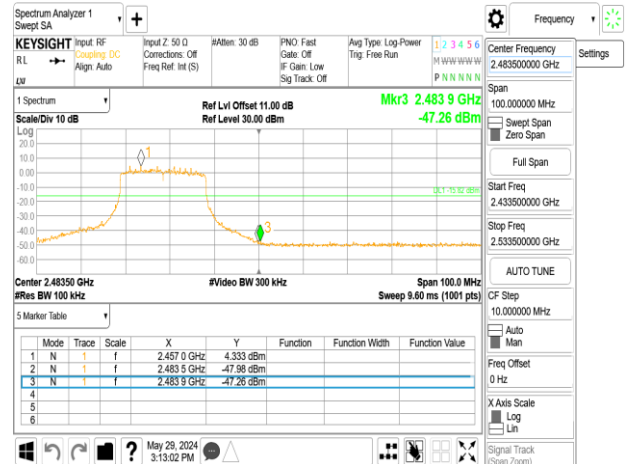 Spectrum Analyzer 1
Swept SA
Frequency
KEYSIGHT Input: RF Input Z: 50 Ω #Atten: 30 dB PNO: Fast Avg Type: Log-Power 1 2 3 4 5 6
RL Coupling: DC Corrections: Off Gate: Off Trig: Free Run M W W W W W
Align: Auto Freq Ref: Int (S) IF Gain: Low
Sig Track: Off P N N N N N
Center Frequency
2.483500000 GHz
Settings
1 Spectrum
Scale/Div 10 dB
Ref Lvl Offset 11.00 dB
Ref Level 30.00 dBm
Mkr3 2.483 9 GHz
-47.26 dBm
Log
20.0
10.0
0.00
-10.0
-20.0
-30.0
-40.0
-50.0
-60.0
1
3
DL1 -15.62 dBm
Center 2.48350 GHz #Video BW 300 kHz Span 100.0 MHz
#Res BW 100 kHz Sweep 9.60 ms (1001 pts)
Span
100.000000 MHz
Swept Span
Zero Span
Full Span
Start Freq
2.433500000 GHz
Stop Freq
2.533500000 GHz
AUTO TUNE
CF Step
10.000000 MHz
Auto
Man
Freq Offset
0 Hz
X Axis Scale
Log
Lin
Signal Track
(Span Zoom)
5 Marker Table
Mode Trace Scale X Y Function Function Width Function Value
1 N 1 f 2.457 0 GHz 4.333 dBm
2 N 1 f 2.483 5 GHz -47.98 dBm
3 N 1 f 2.483 9 GHz -47.26 dBm
4
5
6
?
May 29, 2024
3:13:02 PM